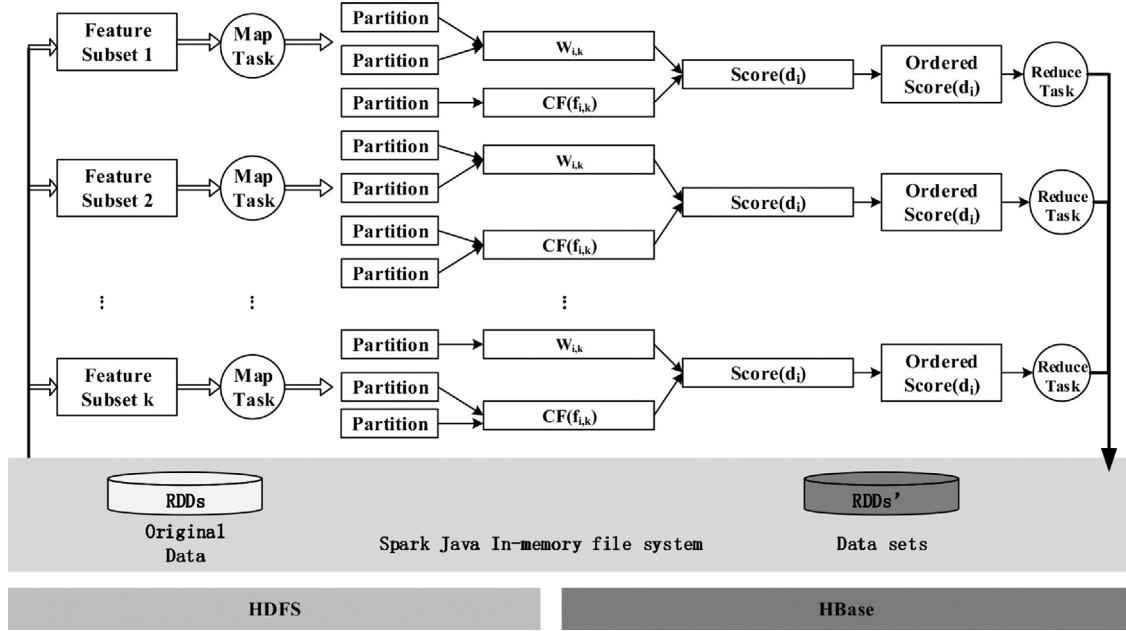 Feature
Subset 1
Map
Task
Partition
Partition
Partition
W_{i,k}
CF(f_{i,k})
Score(d_i)
Ordered
Score(d_i)
Reduce
Task
Feature
Subset 2
Map
Task
Partition
Partition
Partition
Partition
W_{i,k}
CF(f_{i,k})
Score(d_i)
Ordered
Score(d_i)
Reduce
Task
⋮
⋮
⋮
Feature
Subset k
Map
Task
Partition
Partition
Partition
W_{i,k}
CF(f_{i,k})
Score(d_i)
Ordered
Score(d_i)
Reduce
Task
RDDs
Original
Data
Spark Java In-memory file system
RDDs’
Data sets
HDFS
HBase